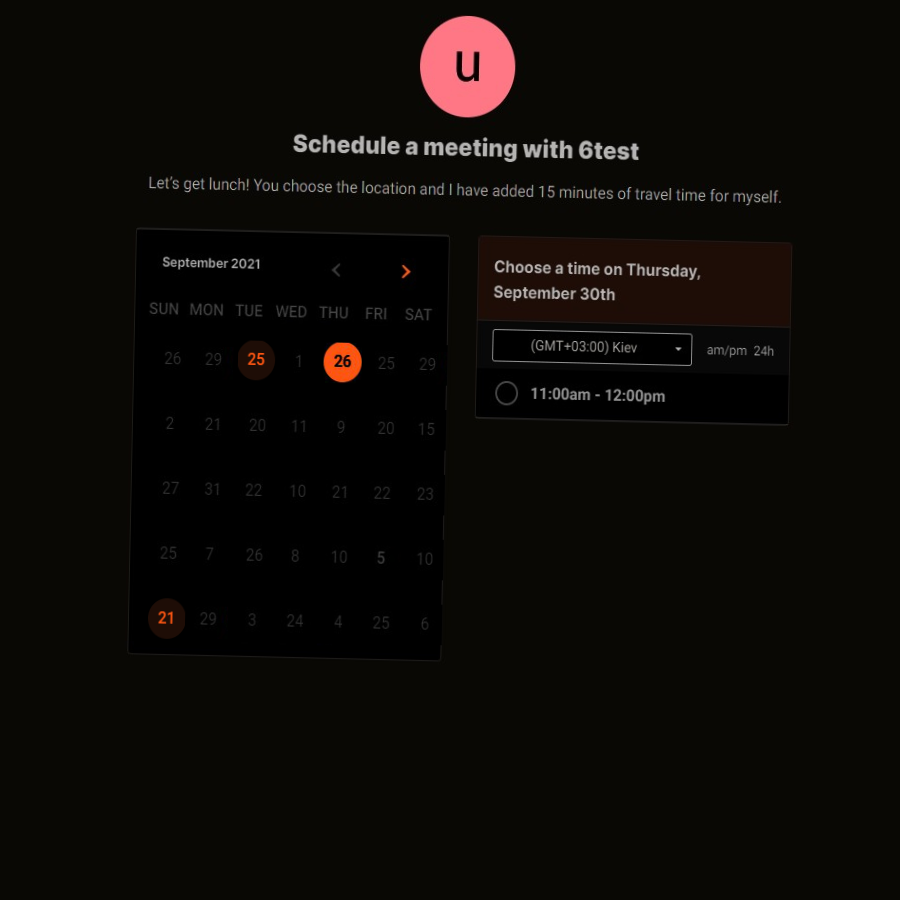 u
Schedule a meeting with 6test
Let's get lunch! You choose the location and I have added 15 minutes of travel time for myself.
September 2021
SUN MON TUE WED THU FRI SAT
26 29 25 1 26 25 29
2 21 20 11 9 20 15
27 31 22 10 21 22 23
25 7 26 8 10 5 10
21 29 3 24 4 25 6
Choose a time on Thursday,
September 30th
(GMT+03:00) Kiev am/pm 24h
11:00am - 12:00pm